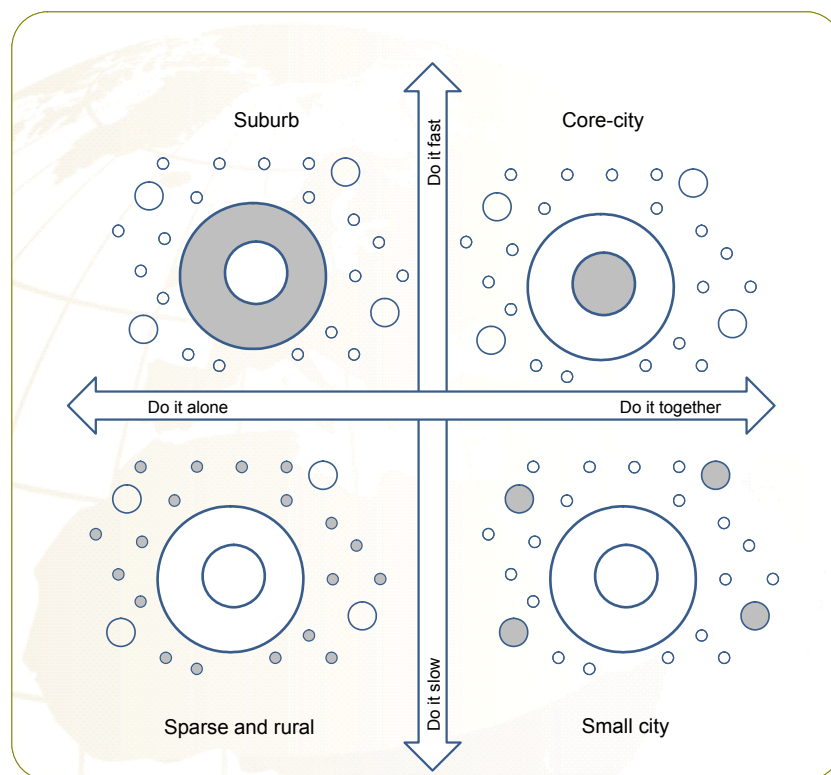 Suburb
Core-city
Do it fast
Do it alone
Do it together
Do it slow
Sparse and rural
Small city